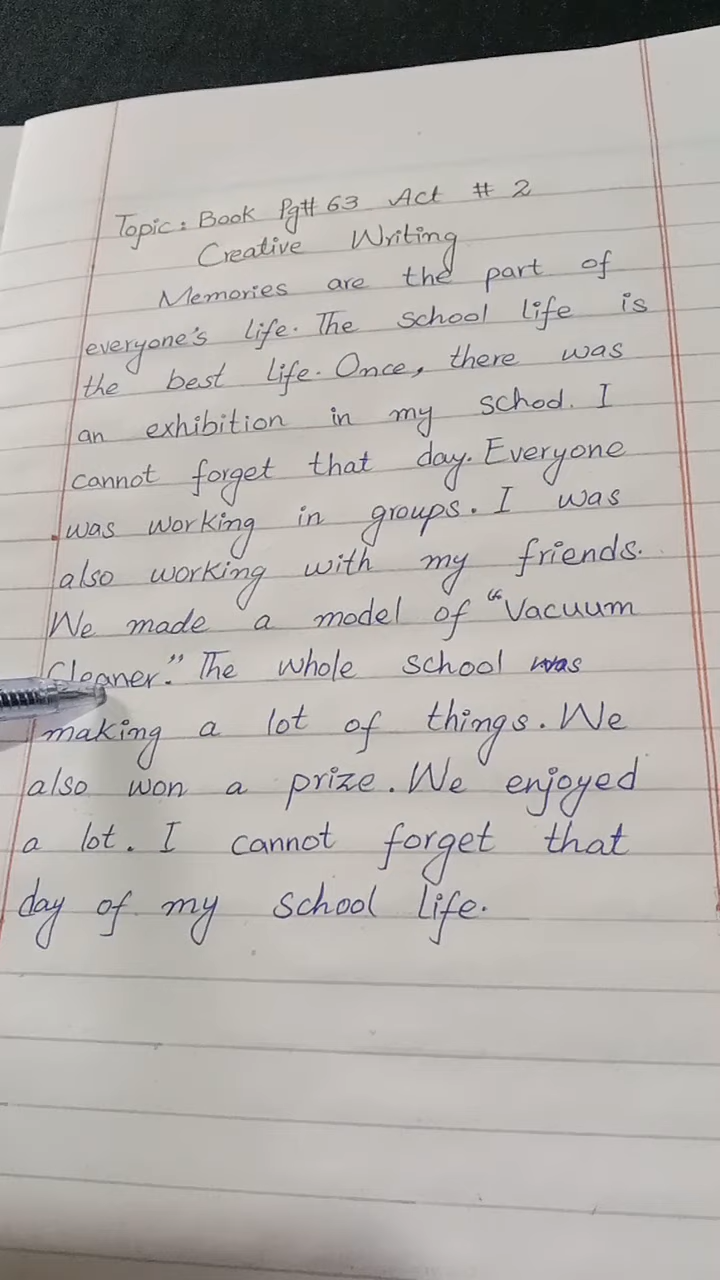 Topic: Book Pg# 63 Act # 2
Creative Writing
Memories are the part of
everyone's life. The school life is
the best life. Once, there was
an exhibition in my school. I
cannot forget that day. Everyone
was working in groups. I was
also working with my friends.
We made a model of "Vacuum
Cleaner." The whole school was
making a lot of things. We
also won a prize. We enjoyed
a lot. I cannot forget that
day of my school life.